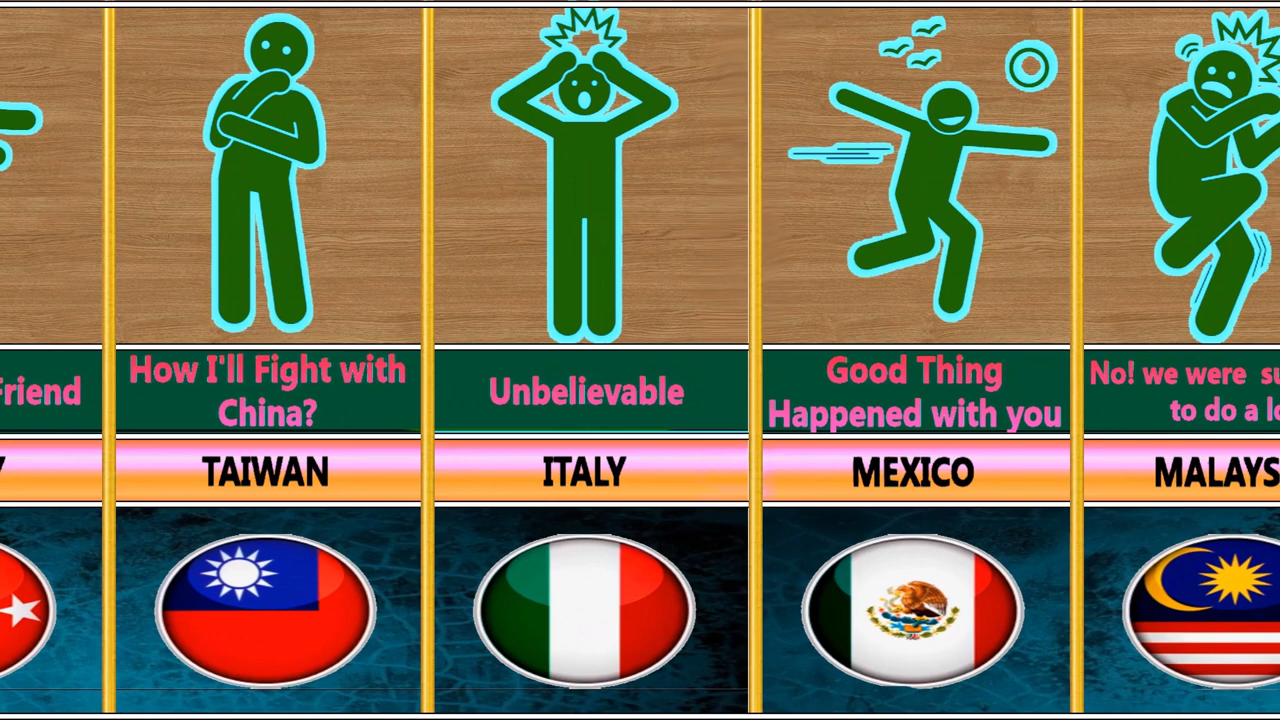 Friend
How I'll Fight with
China?
Unbelievable
Good Thing
Happened with you
No! we were
to do a
TAIWAN
ITALY
MEXICO
MALAYS